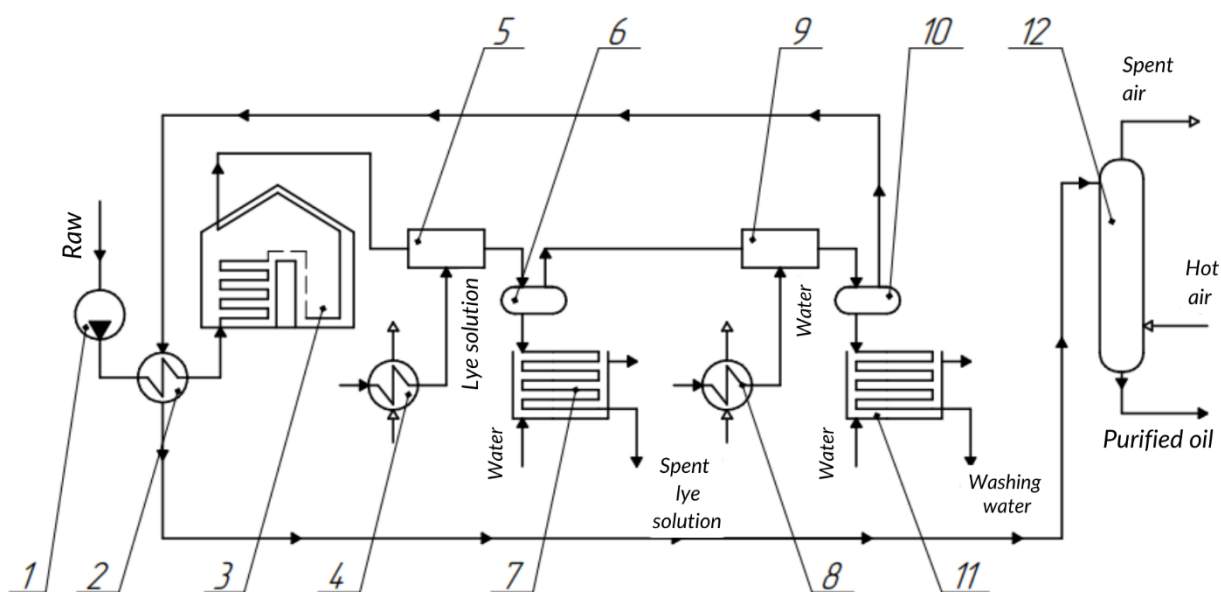 5
6
9
10
12
Spent
air
Raw
Lye solution
Water
Hot
air
Purified oil
Water
Spent
lye
solution
Water
Washing
water
1
2
3
4
7
8
11